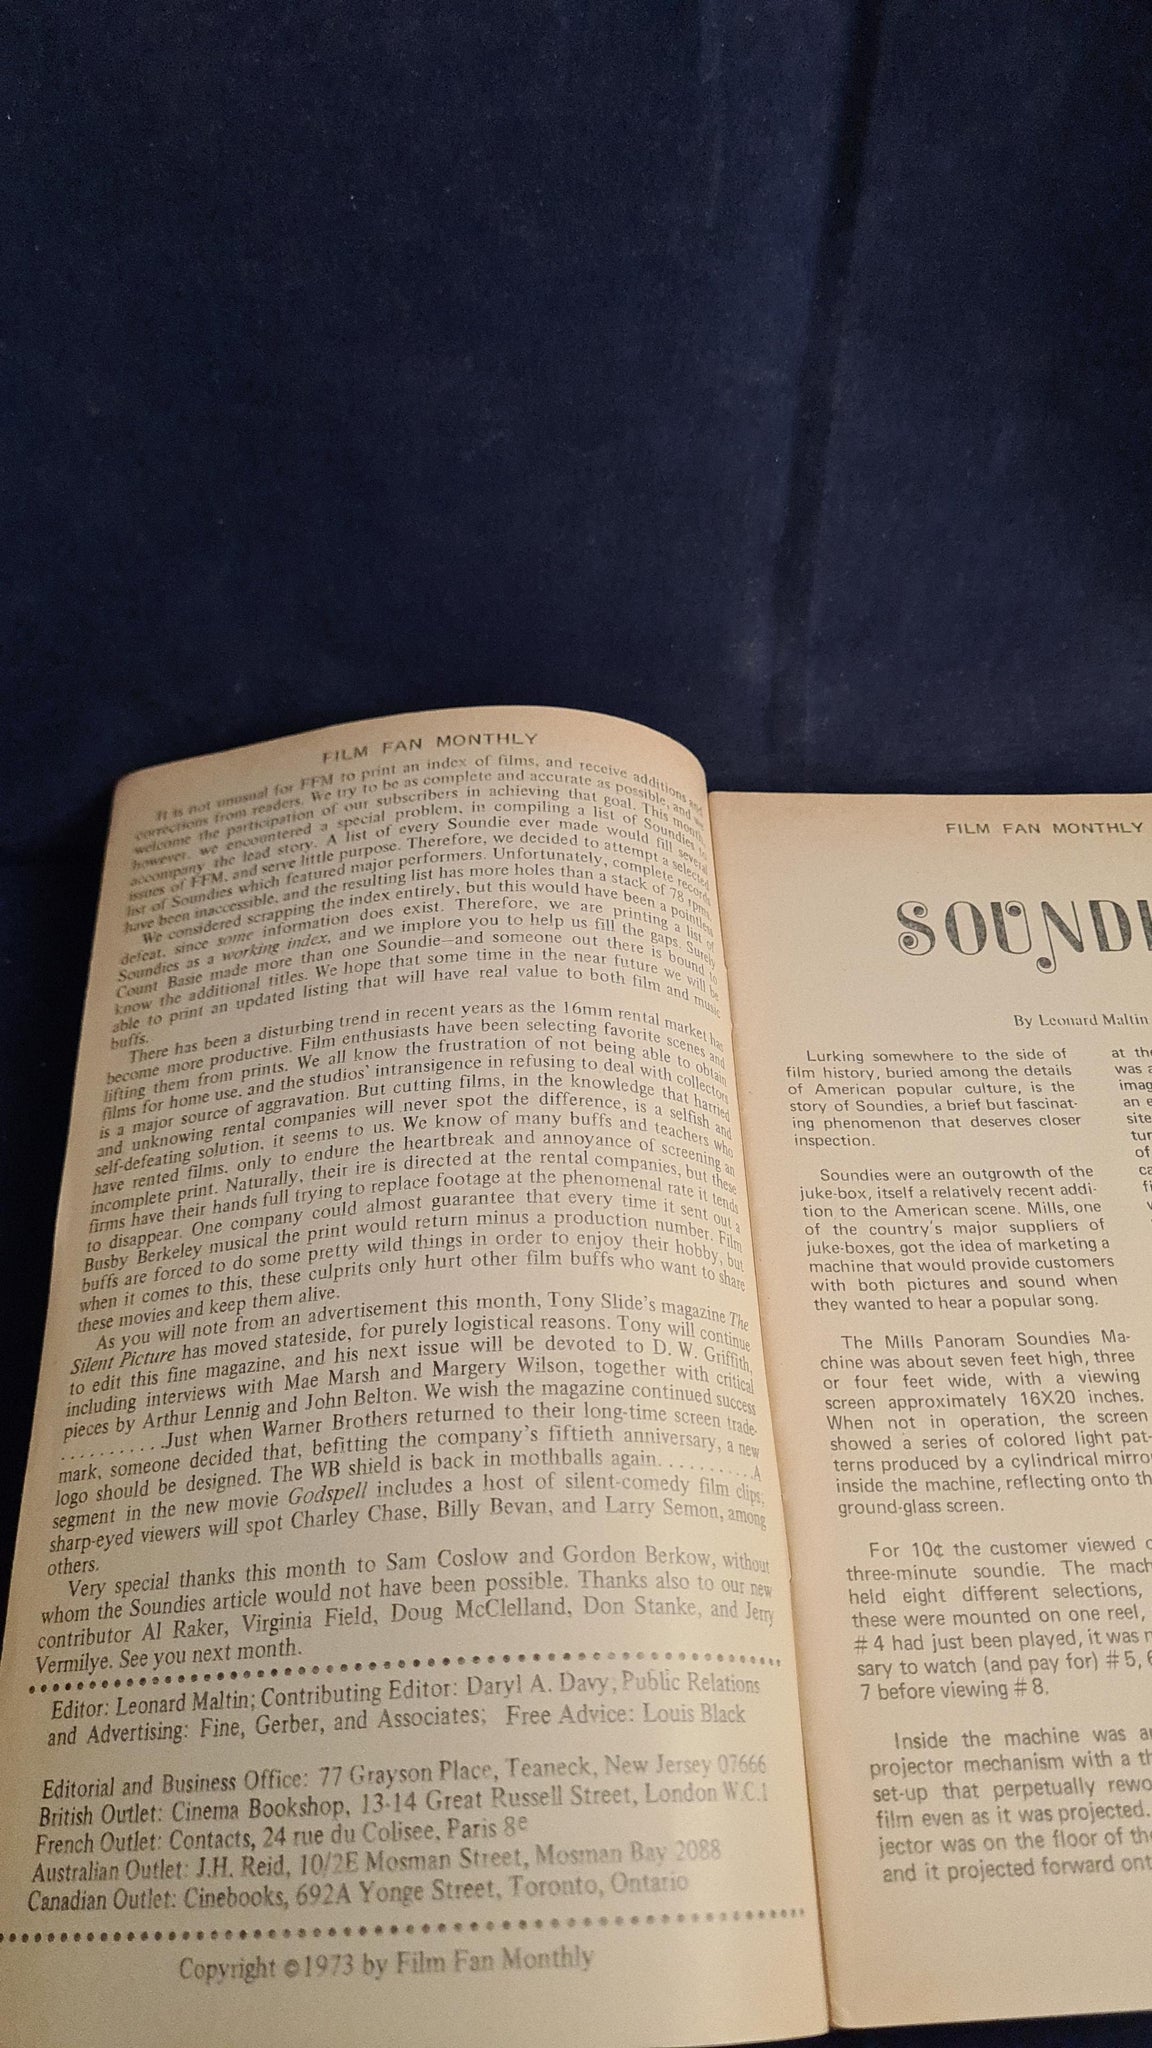 FILM FAN MONTHLY
It is not unusual for FFM to print an index of films, and receive additions and
corrections from readers. We try to be as complete and accurate as possible, and we
welcome the participation of our subscribers in achieving that goal. This month,
however, we encountered a special problem, in compiling a list of Soundies to
accompany the lead story. A list of every Soundie ever made would fill several
issues of FFM, and serve little purpose. Therefore, we decided to attempt a selected
list of Soundies which featured major performers. Unfortunately, complete records
have been inaccessible, and the resulting list has more holes than a stack of 78 rpms.
We considered scrapping the index entirely, but this would have been a pointless
defeat, since some information does exist. Therefore, we are printing a list of
Soundies as a working index, and we implore you to help us fill the gaps. Surely
Count Basie made more than one Soundie—and someone out there is bound to
know the additional titles. We hope that some time in the near future we will be
able to print an updated listing that will have real value to both film and music
buffs.
There has been a disturbing trend in recent years as the 16mm rental market has
become more productive. Film enthusiasts have been selecting favorite scenes and
lifting them from prints. We all know the frustration of not being able to obtain
films for home use, and the studios' intransigence in refusing to deal with collectors
is a major source of aggravation. But cutting films, in the knowledge that harried
and unknowing rental companies will never spot the difference, is a selfish and
self-defeating solution, it seems to us. We know of many buffs and teachers who
have rented films, only to endure the heartbreak and annoyance of screening an
incomplete print. Naturally, their ire is directed at the rental companies, but these
firms have their hands full trying to replace footage at the phenomenal rate it tends
to disappear. One company could almost guarantee that every time it sent out a
Busby Berkeley musical the print would return minus a production number. Film
buffs are forced to do some pretty wild things in order to enjoy their hobby, but
when it comes to this, these culprits only hurt other film buffs who want to share
these movies and keep them alive.
As you will note from an advertisement this month, Tony Slide's magazine The
Silent Picture has moved stateside, for purely logistical reasons. Tony will continue
to edit this fine magazine, and his next issue will be devoted to D. W. Griffith,
including interviews with Mae Marsh and Margery Wilson, together with critical
pieces by Arthur Lennig and John Belton. We wish the magazine continued success
..........Just when Warner Brothers returned to their long-time screen trade-
mark, someone decided that, befitting the company's fiftieth anniversary, a new
logo should be designed. The WB shield is back in mothballs again..........A
segment in the new movie Godspell includes a host of silent-comedy film clips;
sharp-eyed viewers will spot Charley Chase, Billy Bevan, and Larry Semon, among
others.
Very special thanks this month to Sam Coslow and Gordon Berkow, without
whom the Soundies article would not have been possible. Thanks also to our new
contributor Al Raker, Virginia Field, Doug McClelland, Don Stanke, and Jerry
Vermilye. See you next month.
Editor: Leonard Maltin; Contributing Editor: Daryl A. Davy; Public Relations
and Advertising: Fine, Gerber, and Associates; Free Advice: Louis Black
Editorial and Business Office: 77 Grayson Place, Teaneck, New Jersey 07666
British Outlet: Cinema Bookshop, 13-14 Great Russell Street, London W.C.1
French Outlet: Contacts, 24 rue du Colisee, Paris 8e
Australian Outlet: J.H. Reid, 10/2E Mosman Street, Mosman Bay 2088
Canadian Outlet: Cinebooks, 692A Yonge Street, Toronto, Ontario
Copyright ©1973 by Film Fan Monthly
FILM FAN MONTHLY
SOUNDI
By Leonard Maltin
Lurking somewhere to the side of
film history, buried among the details
of American popular culture, is the
story of Soundies, a brief but fascinat-
ing phenomenon that deserves closer
inspection.
Soundies were an outgrowth of the
juke-box, itself a relatively recent addi-
tion to the American scene. Mills, one
of the country's major suppliers of
juke-boxes, got the idea of marketing a
machine that would provide customers
with both pictures and sound when
they wanted to hear a popular song.
The Mills Panoram Soundies Ma-
chine was about seven feet high, three
or four feet wide, with a viewing
screen approximately 16X20 inches.
When not in operation, the screen
showed a series of colored light pat-
terns produced by a cylindrical mirro
inside the machine, reflecting onto th
ground-glass screen.
For 10¢ the customer viewed o
three-minute soundie. The mach
held eight different selections,
these were mounted on one reel,
#4 had just been played, it was n
sary to watch (and pay for) #5, 6
7 before viewing #8.
Inside the machine was a
projector mechanism with a th
set-up that perpetually rewo
film even as it was projected.
jector was on the floor of the
and it projected forward ont
at the
was a
imag
an e
site
tur
of
ca